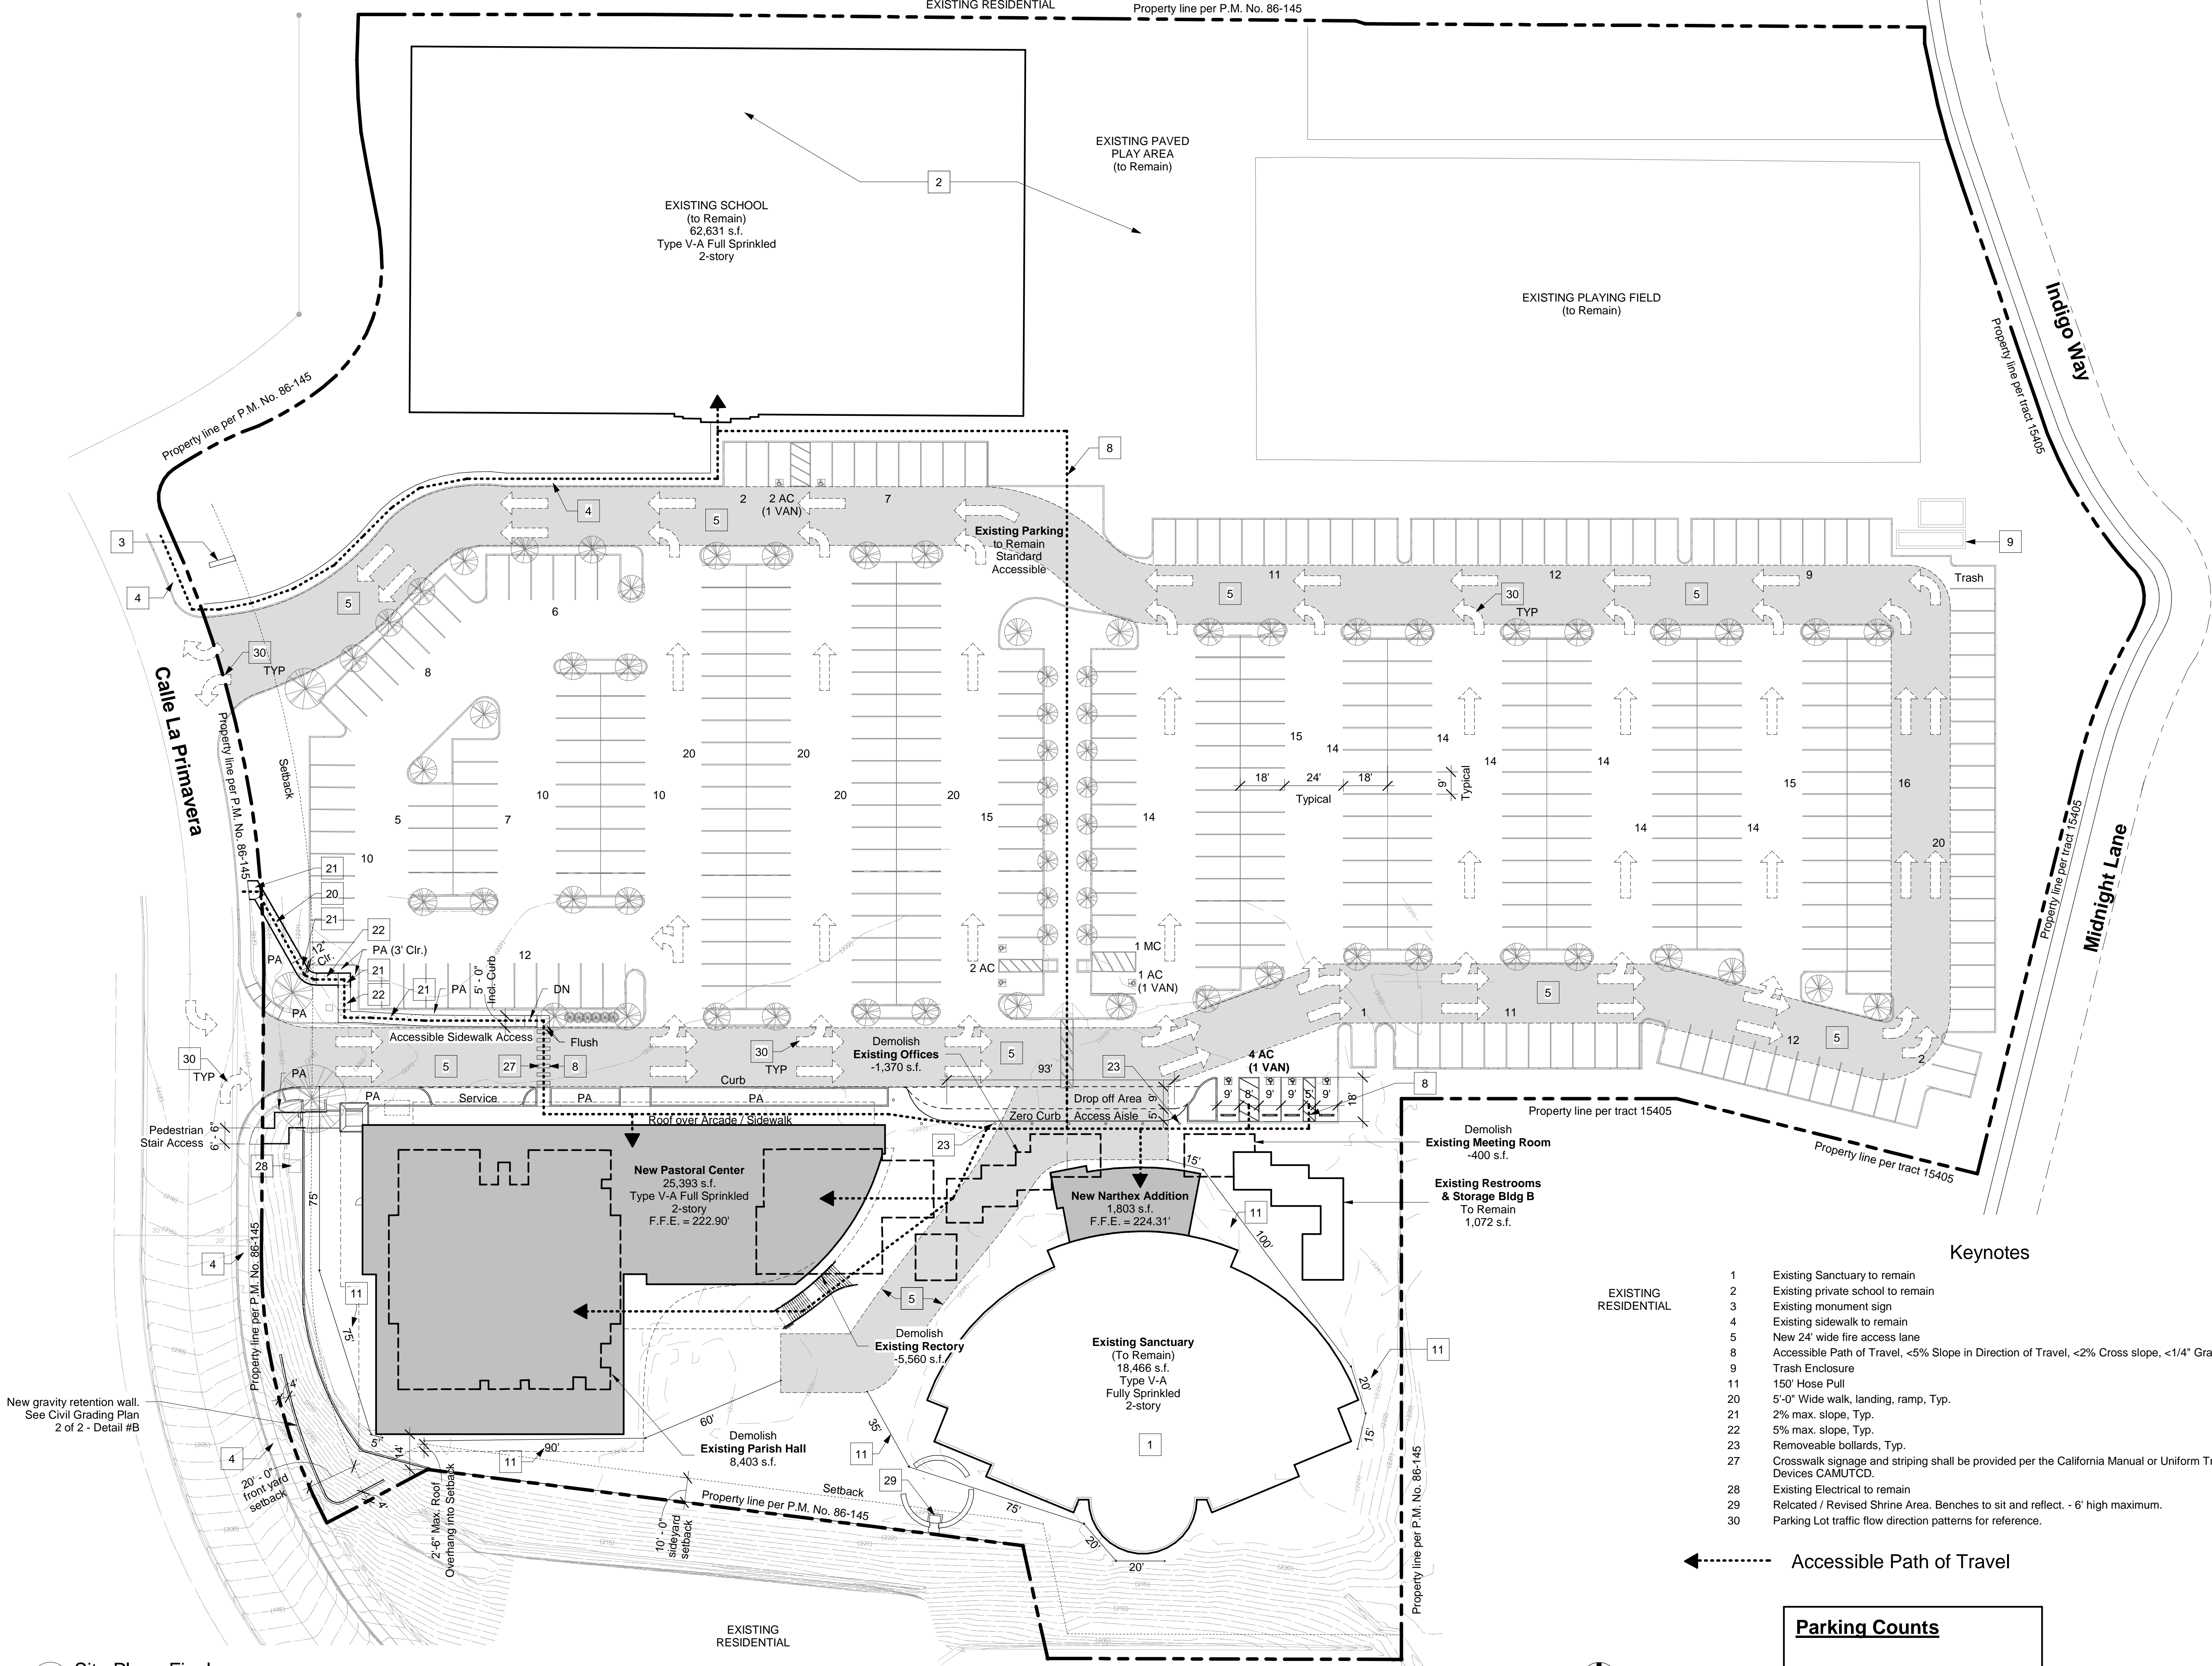 EXISTING RESIDENTIAL
Property line per P.M. No. 86-145
EXISTING SCHOOL
(to Remain)
62,631 s.f.
Type V-A Full Sprinkled
2-story
2
EXISTING PAVED
PLAY AREA
(to Remain)
EXISTING PLAYING FIELD
(to Remain)
Indigo Way
Property line per tract 15405
Property line per P.M. No. 86-145
8
4
3
4
5
5
2
2 AC
(1 VAN)
7
Existing Parking
to Remain
Standard
Accessible
11
12
9
5
5
30
TYP
Trash
9
6
8
30
TYP
Calle La Primavera
Property line per P.M. No. 86-145
Setback
10
5
7
10
10
20
20
20
20
15
14
15
14
14
14
14
14
14
15
16
20
18'
24'
18'
Typical
9'
Typical
Property line per tract 15405
Midnight Lane
21
20
21
22
12"
Clr.
PA (3' Clr.)
PA
21
22
21
PA
5' - 0"
Incl. Curb
12
DN
PA
Accessible Sidewalk Access
Flush
2 AC
1 MC
1 AC
(1 VAN)
30
TYP
5
27
8
30
TYP
Demolish
Existing Offices
-1,370 s.f.
5
93'
23
4 AC
(1 VAN)
1
11
5
12
5
2
8
PA
PA
Service
PA
Curb
PA
Drop off Area
9'
Zero Curb
Access Aisle
9'
8'
9'
9'
5'
9'
18'
Roof over Arcade / Sidewalk
23
Pedestrian
Stair Access
6'
6"
6'
28
75'
75'
11
4
4
New Pastoral Center
25,393 s.f.
Type V-A Full Sprinkled
2-story
F.F.E. = 222.90'
New Narthex Addition
1,803 s.f.
F.F.E. = 224.31'
15'
11
100'
Demolish
Existing Meeting Room
-400 s.f.
Existing Restrooms
& Storage Bldg B
To Remain
1,072 s.f.
Property line per tract 15405
Property line per tract 15405
Property line per P.M. No. 86-145
5
Demolish
Existing Rectory
-5,560 s.f.
Existing Sanctuary
(To Remain)
18,466 s.f.
Type V-A
Fully Sprinkled
2-story
1
11
20'
15'
New gravity retention wall.
See Civil Grading Plan
2 of 2 - Detail #B
4'
5'
14'
4'
20' - 0"
front yard
setback
60'
90'
11
Demolish
Existing Parish Hall
8,403 s.f.
35'
11
29
75'
20'
20'
Setback
Property line per P.M. No. 86-145
2'-6" Max. Roof
Overhang into Setback
10' - 0"
sideyard
setback
Property line per P.M. No. 86-145
EXISTING
RESIDENTIAL
EXISTING
RESIDENTIAL
Keynotes
1 Existing Sanctuary to remain
2 Existing private school to remain
3 Existing monument sign
4 Existing sidewalk to remain
5 New 24' wide fire access lane
8 Accessible Path of Travel, <5% Slope in Direction of Travel, <2% Cross slope, <1/4" Gra
9 Trash Enclosure
11 150' Hose Pull
20 5'-0" Wide walk, landing, ramp, Typ.
21 2% max. slope, Typ.
22 5% max. slope, Typ.
23 Removeable bollards, Typ.
27 Crosswalk signage and striping shall be provided per the California Manual or Uniform Tr
Devices CAMUTCD.
28 Existing Electrical to remain
29 Relcated / Revised Shrine Area. Benches to sit and reflect. - 6' high maximum.
30 Parking Lot traffic flow direction patterns for reference.
Accessible Path of Travel
Parking Counts